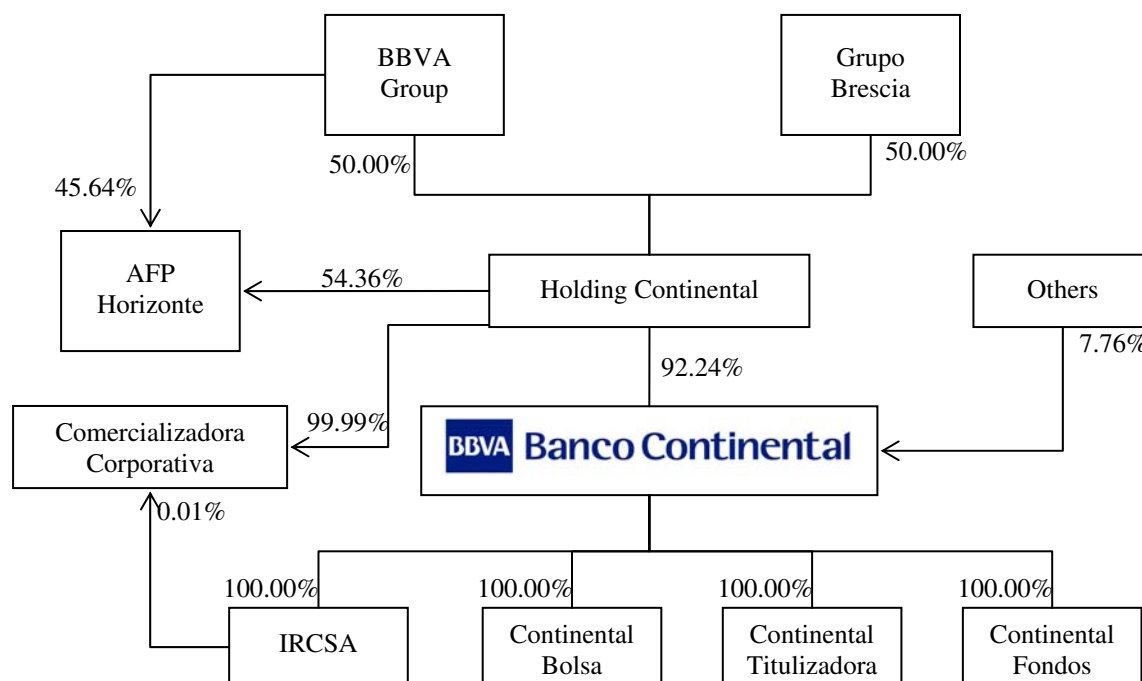 BBVA
Group
Grupo
Brescia
50.00%
50.00%
45.64%
AFP
Horizonte
54.36%
Holding Continental
Others
7.76%
92.24%
Comercializadora
Corporativa
99.99%
BBVA Banco Continental
0.01%
100.00%
100.00%
100.00%
100.00%
IRCSA
Continental
Bolsa
Continental
Titulizadora
Continental
Fondos